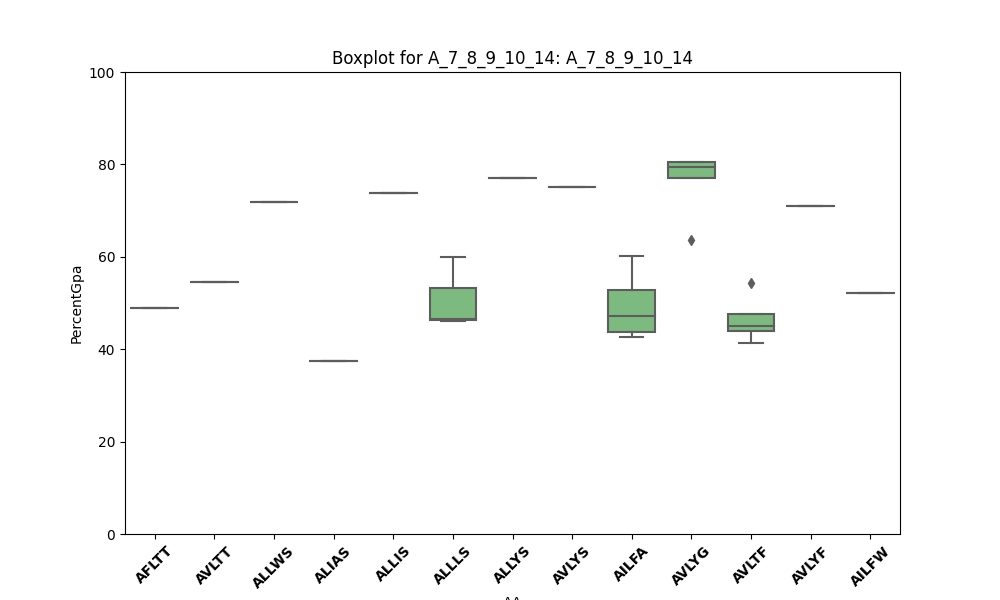 Boxplot for A_7_8_9_10_14: A_7_8_9_10_14
100
80
60
40
20
0
PercentGpa
AFLTT
AVLTT
ALLWS
ALIAS
ALLIS
ALLLS
ALLYS
AVLYS
AILFA
AVLYG
AVLTF
AVLYF
AILFW